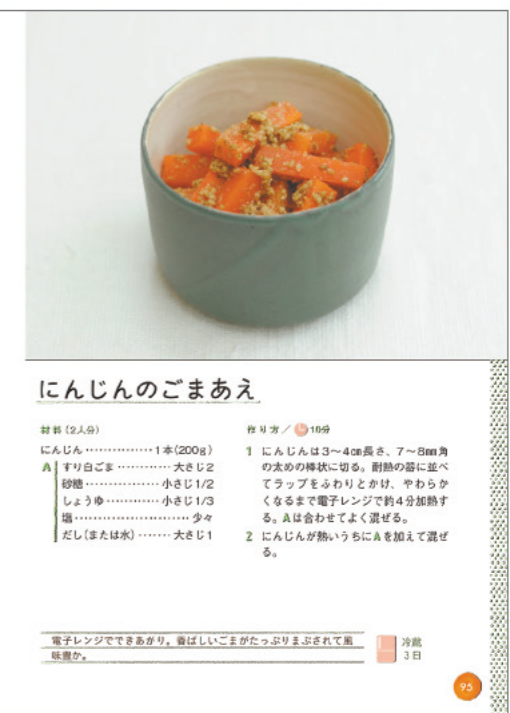 にんじんのごまあえ
材料(2人分)
にんじん……………1本(200g)
A すり白ごま…………大さじ2
砂糖……………小さじ1/2
しょうゆ…………小さじ1/3
塩……………………少々
だし(または水)……大さじ1
作り方/10分
1 にんじんは3〜4cm長さ、7〜8mm角
の太めの棒状に切る。耐熱の器に並べ
てラップをふわりとかけ、やわらか
くなるまで電子レンジで約4分加熱す
る。Aは合わせてよく混ぜる。
2 にんじんが熱いうちにAを加えて混ぜ
る。
電子レンジでできあがり。香ばしいごまがたっぷりまぶされて風
味豊か。
冷蔵
3日
95